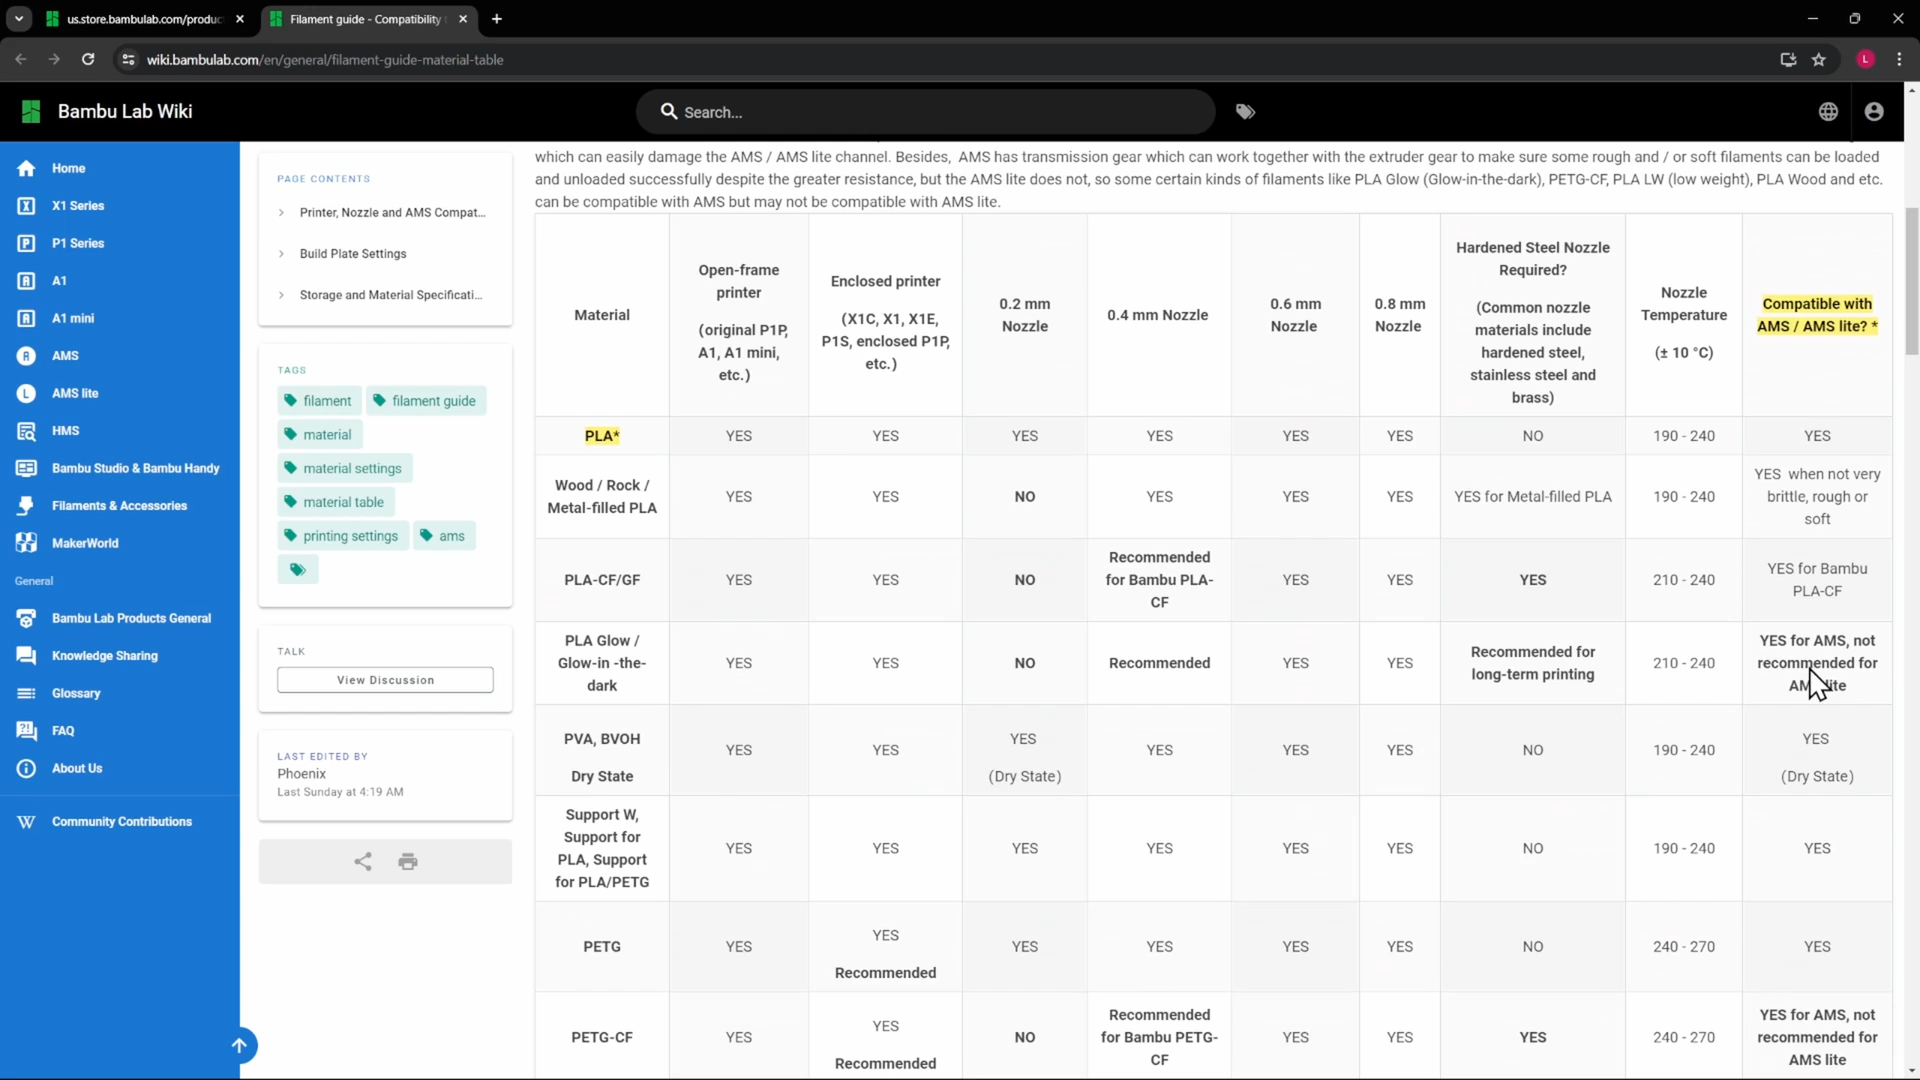 us.store.bambulab.com/produc
Filament guide - Compatibility
wiki.bambulab.com/en/general/filament-guide-material-table
L
Bambu Lab Wiki
Search...
Home
X1 Series
P1 Series
A1
A1 mini
AMS
AMS lite
HMS
Bambu Studio & Bambu Handy
Filaments & Accessories
MakerWorld
General
Bambu Lab Products General
Knowledge Sharing
Glossary
FAQ
About Us
Community Contributions
PAGE CONTENTS
Printer, Nozzle and AMS Compat...
Build Plate Settings
Storage and Material Specificati...
TAGS
filament
filament guide
material
material settings
material table
printing settings
ams
TALK
View Discussion
LAST EDITED BY
Phoenix
Last Sunday at 4:19 AM
which can easily damage the AMS / AMS lite channel. Besides,  AMS has transmission gear which can work together with the extruder gear to make sure some rough and / or soft filaments can be loaded
and unloaded successfully despite the greater resistance, but the AMS lite does not, so some certain kinds of filaments like PLA Glow (Glow-in-the-dark), PETG-CF, PLA LW (low weight), PLA Wood and etc.
can be compatible with AMS but may not be compatible with AMS lite.
Material
Open-frame
printer
(original P1P,
A1, A1 mini,
etc.)
Enclosed printer
(X1C, X1, X1E,
P1S, enclosed P1P,
etc.)
0.2 mm
Nozzle
0.4 mm Nozzle
0.6 mm
Nozzle
0.8 mm
Nozzle
Hardened Steel Nozzle
Required?
(Common nozzle
materials include
hardened steel,
stainless steel and
brass)
Nozzle
Temperature
(± 10 °C)
Compatible with
AMS / AMS lite? *
PLA*
YES
YES
YES
YES
YES
YES
NO
190 - 240
YES
Wood / Rock /
Metal-filled PLA
YES
YES
NO
YES
YES
YES
YES for Metal-filled PLA
190 - 240
YES  when not very
brittle, rough or
soft
PLA-CF/GF
YES
YES
NO
Recommended
for Bambu PLA-
CF
YES
YES
YES
210 - 240
YES for Bambu
PLA-CF
PLA Glow /
Glow-in -the-
dark
YES
YES
NO
Recommended
YES
YES
Recommended for
long-term printing
210 - 240
YES for AMS, not
recommended for
AMS lite
PVA, BVOH
Dry State
YES
YES
YES
(Dry State)
YES
YES
YES
NO
190 - 240
YES
(Dry State)
Support W,
Support for
PLA, Support
for PLA/PETG
YES
YES
YES
YES
YES
YES
NO
190 - 240
YES
PETG
YES
YES
Recommended
YES
YES
YES
YES
NO
240 - 270
YES
PETG-CF
YES
YES
Recommended
NO
Recommended
for Bambu PETG-
CF
YES
YES
YES
240 - 270
YES for AMS, not
recommended for
AMS lite